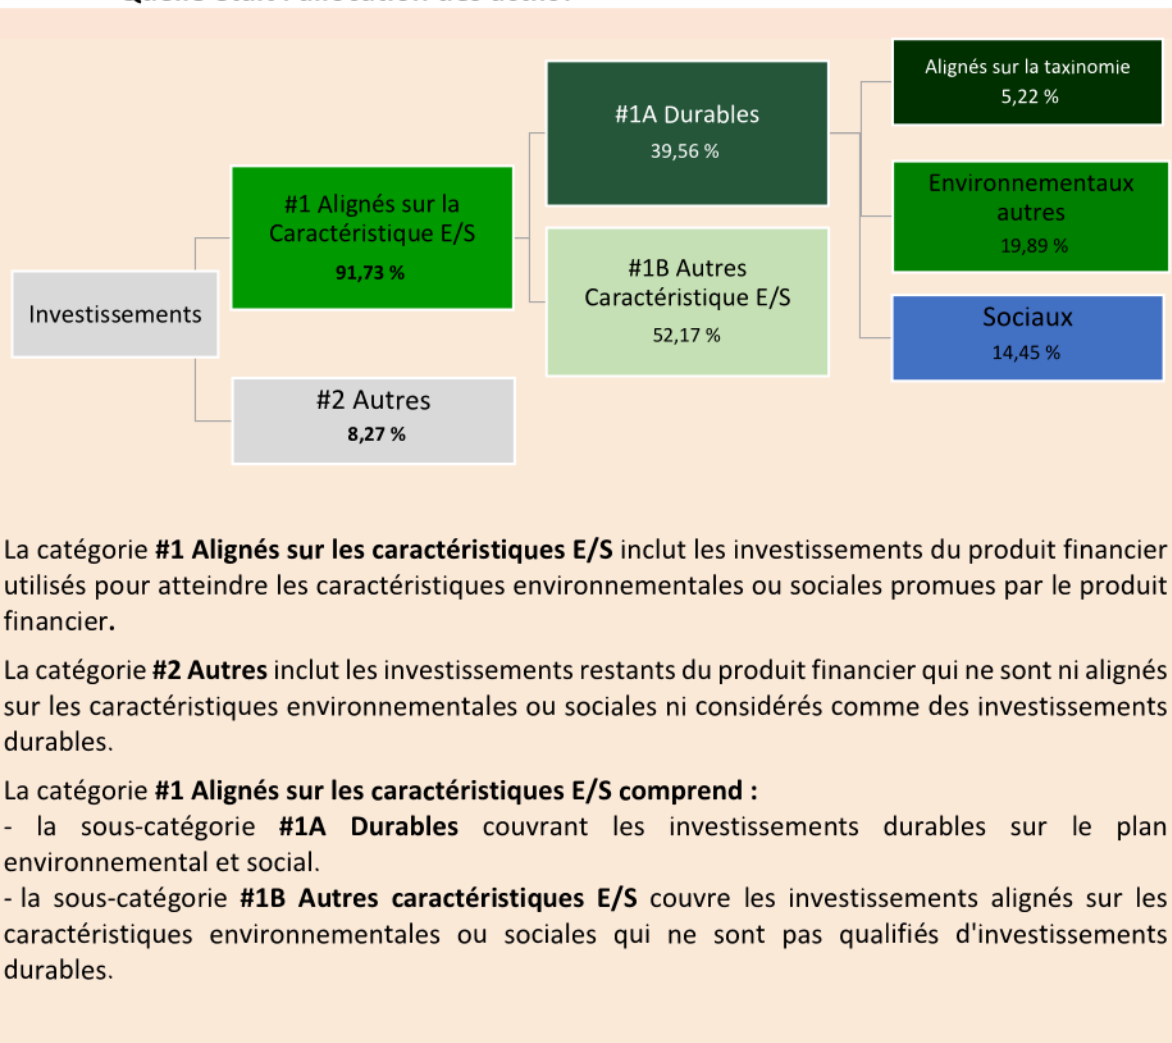 Alignés sur la taxinomie
5,22 %
#1A Durables
39,56 %
Environnementaux
autres
19,89 %
#1 Alignés sur la
Caractéristique E/S
91,73 %
#1B Autres
Caractéristique E/S
52,17 %
Investissements
Sociaux
14,45 %
#2 Autres
8,27 %
La catégorie #1 Alignés sur les caractéristiques E/S inclut les investissements du produit financier
utilisés pour atteindre les caractéristiques environnementales ou sociales promues par le produit
financier.
La catégorie #2 Autres inclut les investissements restants du produit financier qui ne sont ni alignés
sur les caractéristiques environnementales ou sociales ni considérés comme des investissements
durables.
La catégorie #1 Alignés sur les caractéristiques E/S comprend :
- la sous-catégorie #1A Durables couvrant les investissements durables sur le plan
environnemental et social.
- la sous-catégorie #1B Autres caractéristiques E/S couvre les investissements alignés sur les
caractéristiques environnementales ou sociales qui ne sont pas qualifiés d'investissements
durables.